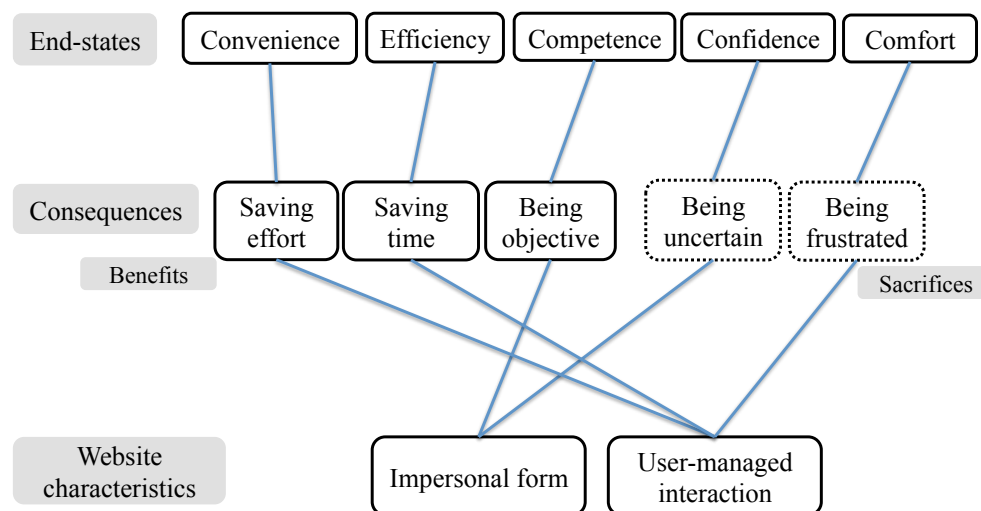 End-states
Convenience
Efficiency
Competence
Confidence
Comfort
Consequences
Saving
effort
Saving
time
Being
objective
Being
uncertain
Being
frustrated
Benefits
Sacrifices
Website
characteristics
Impersonal form
User-managed
interaction